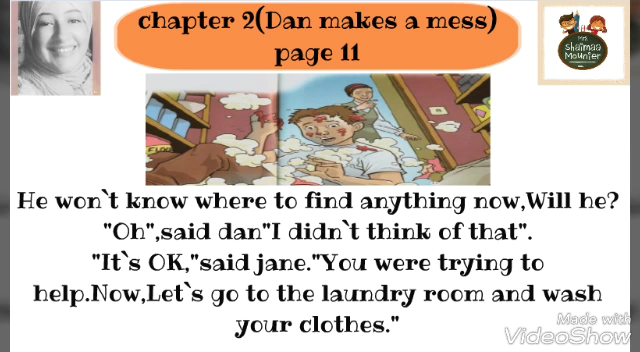 chapter 2(Dan makes a mess)
page 11
Mrs.
Shaimaa
Mounier
He won`t know where to find anything now,Will he?
"Oh",said dan"I didn`t think of that".
"It`s OK,"said jane."You were trying to
help.Now,Let`s go to the laundry room and wash
your clothes."
Made with
VideoShow